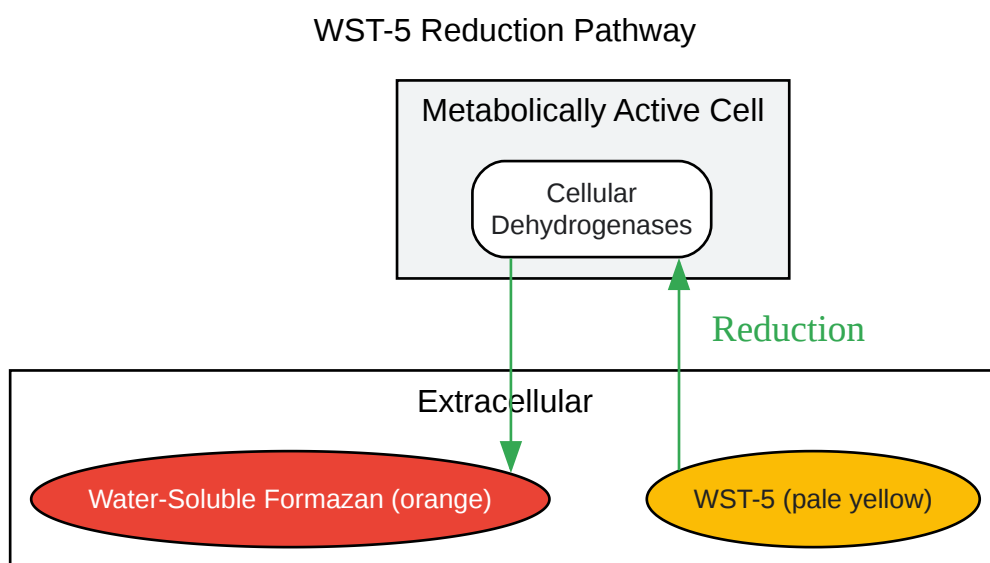 WST-5 Reduction Pathway
Metabolically Active Cell
Cellular
Dehydrogenases
Reduction
Extracellular
Water-Soluble Formazan (orange)
WST-5 (pale yellow)